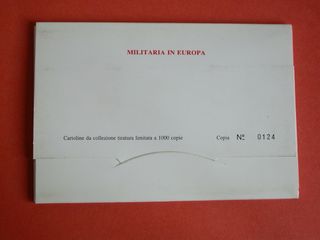 MILITARIA IN EUROPA
Cartoline da collezione tiratura limitata a 1000 copie Copia Nº 0124